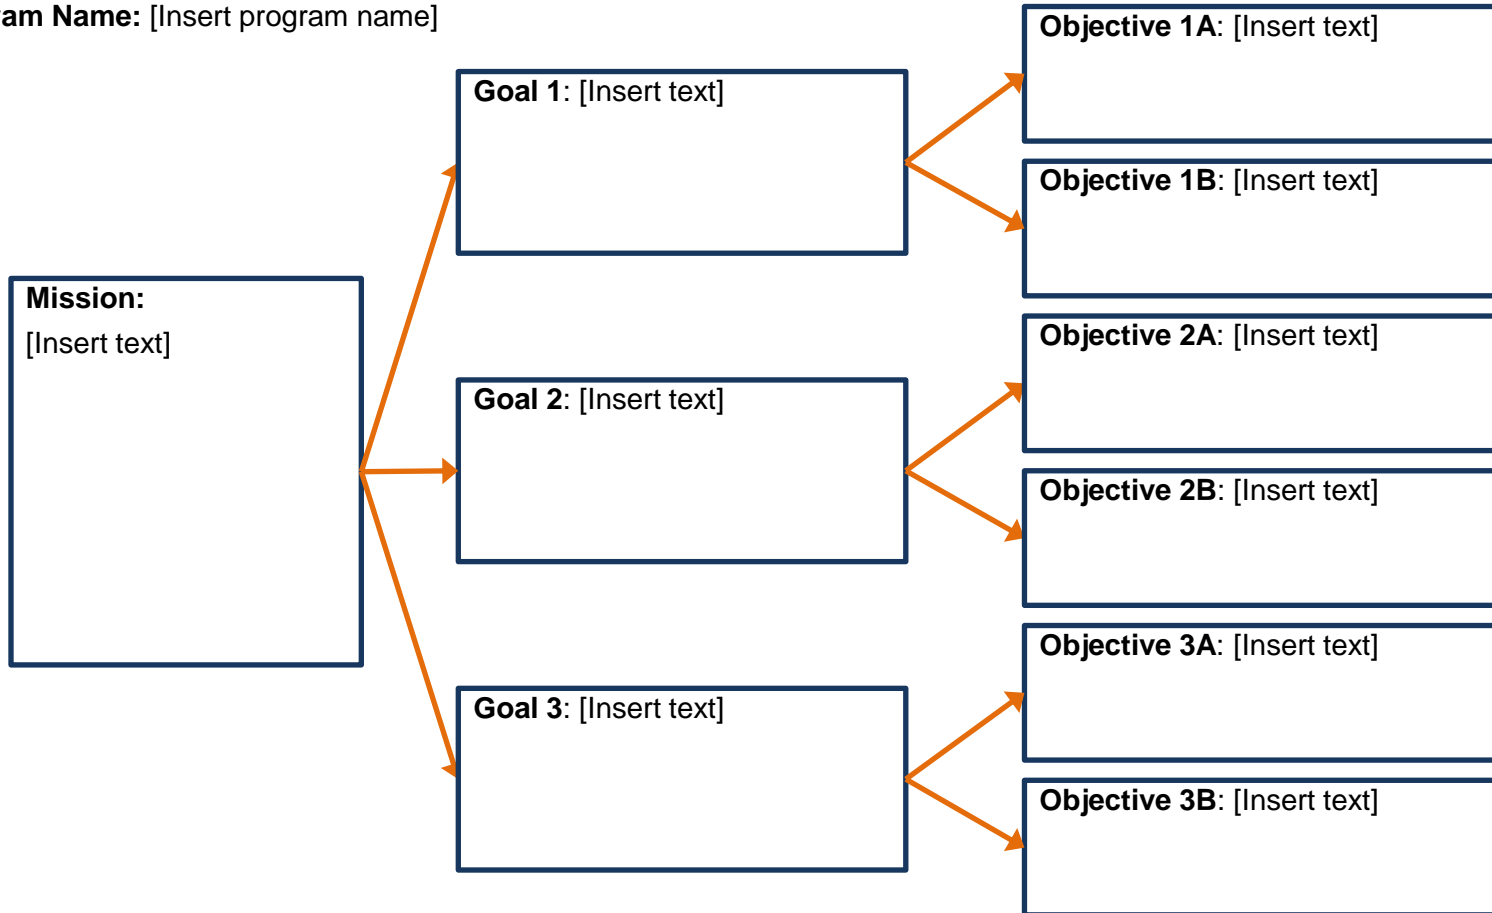 ram Name: [Insert program name]
Mission:
[Insert text]
Goal 1: [Insert text]
Objective 1A: [Insert text]
Objective 1B: [Insert text]
Goal 2: [Insert text]
Objective 2A: [Insert text]
Objective 2B: [Insert text]
Goal 3: [Insert text]
Objective 3A: [Insert text]
Objective 3B: [Insert text]